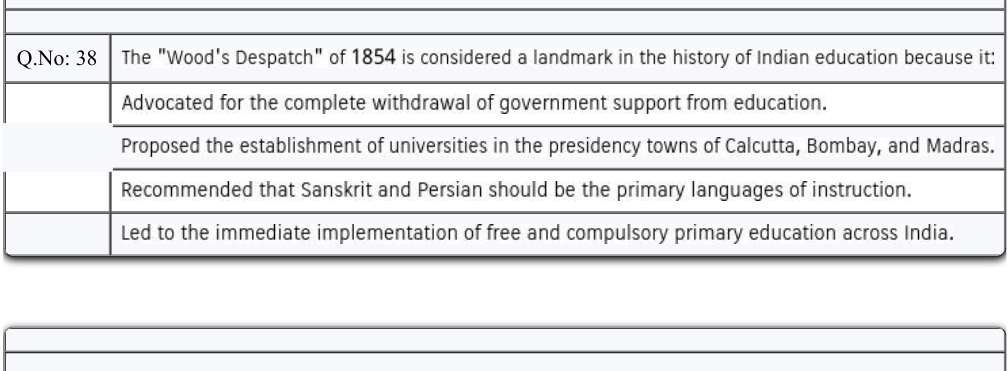 Q.No: 38 The "Wood's Despatch" of 1854 is considered a landmark in the history of Indian education because it:
Advocated for the complete withdrawal of government support from education.
Proposed the establishment of universities in the presidency towns of Calcutta, Bombay, and Madras.
Recommended that Sanskrit and Persian should be the primary languages of instruction.
Led to the immediate implementation of free and compulsory primary education across India.